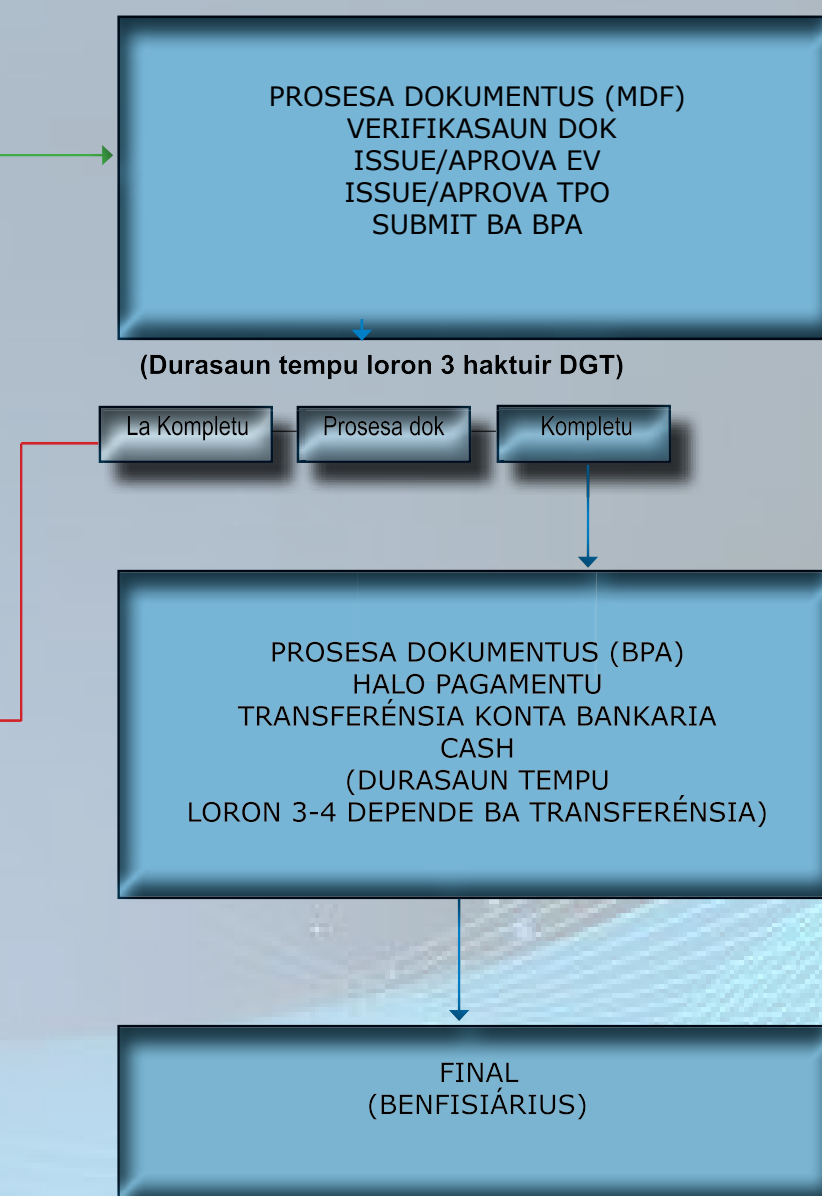 PROSESA DOKUMENTUS (MDF)
VERIFIKASAUN DOK
ISSUE/APROVA EV
ISSUE/APROVA TPO
SUBMIT BA BPA
(Durasaun tempu loron 3 haktuir DGT)
La Kompletu
Prosesa dok
Kompletu
PROSESA DOKUMENTUS (BPA)
HALO PAGAMENTU
TRANSFERÉNSIA KONTA BANKARIA
CASH
(DURASAUN TEMPU
LORON 3-4 DEPENDE BA TRANSFERÉNSIA)
FINAL
(BENFISIÁRIUS)